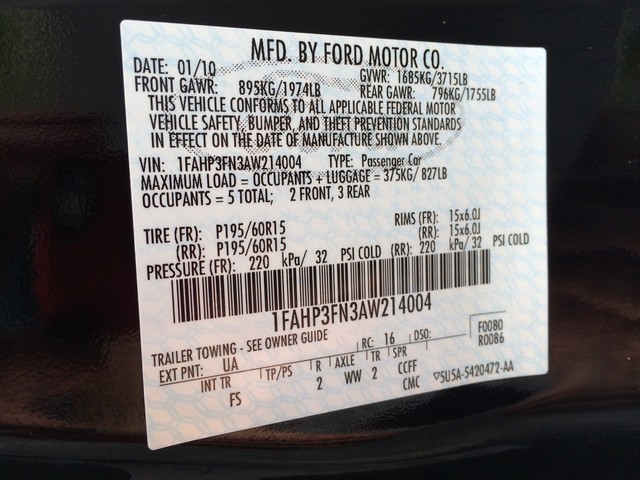 MFD. BY FORD MOTOR CO.
DATE: 01/10 GVWR: 1685KG/3715LB
FRONT GAWR: 895KG/1974LB REAR GAWR: 796KG/1755LB
THIS VEHICLE CONFORMS TO ALL APPLICABLE FEDERAL MOTOR
VEHICLE SAFETY, BUMPER, AND THEFT PREVENTION STANDARDS
IN EFFECT ON THE DATE OF MANUFACTURE SHOWN ABOVE.
VIN: 1FAHP3FN3AW214004 TYPE: Passenger Car
MAXIMUM LOAD = OCCUPANTS + LUGGAGE = 375KG/ 827LB
OCCUPANTS = 5 TOTAL; 2 FRONT, 3 REAR
TIRE (FR): P195/60R15 RIMS (FR): 15x6.0J
(RR): P195/60R15 (RR): 15x6.0J
PRESSURE (FR): 220 kPa/ 32 PSI COLD (RR): 220 kPa/ 32 PSI COLD
1FAHP3FN3AW214004
TRAILER TOWING - SEE OWNER GUIDE RC: 16 DSO: F0080
EXT PNT: UA R0086
INT TR TP/PS R AXLE TR SPR
FS 2 WW 2 CCFF
CMC ▽5U5A-5420472-AA